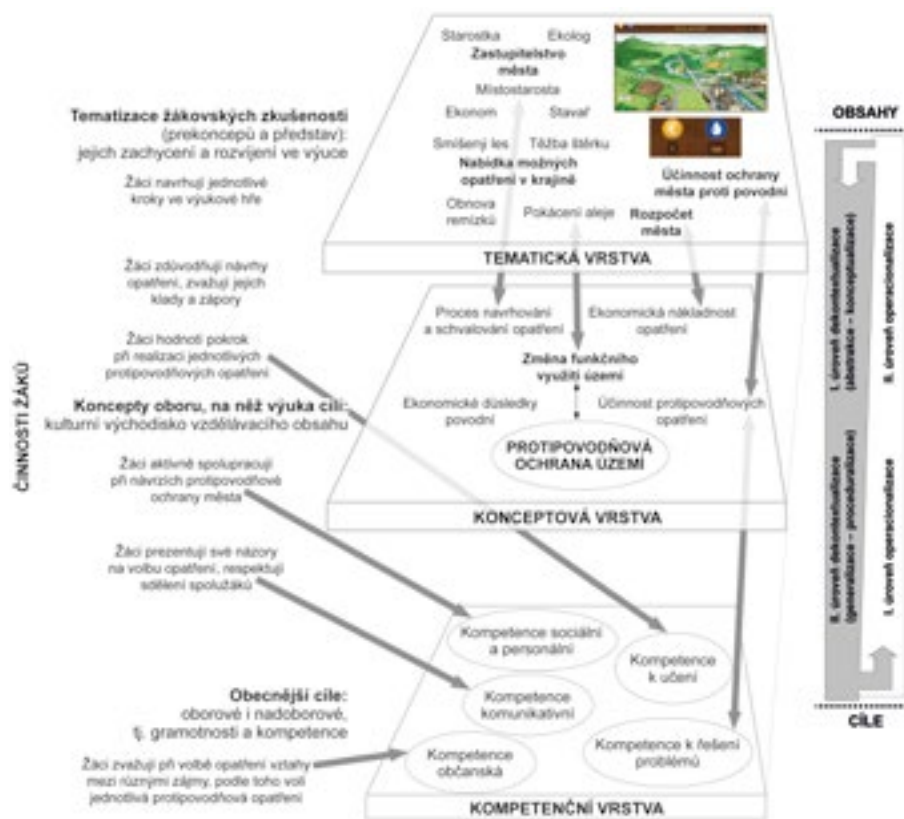 ČINNOSTI ŽÁKŮ
Tematizace žákovských zkušeností
(prekonceptů a představ):
jejich zachycení a rozvíjení ve výuce
Žáci navrhují jednotlivé
kroky ve výukové hře
Žáci zdůvodňují návrhy
opatření, zvažují jejich
klady a zápory
Žáci hodnotí pokrok
při realizaci jednotlivých
protipovodňových opatření
Koncepty oboru, na něž výuka cílí:
kulturní východisko vzdělávacího obsahu
Žáci aktivně spolupracují
při návrzích protipovodňové
ochrany města
Žáci prezentují své názory
na volbu opatření, respektují
sdělení spolužáků
Obecnější cíle:
oborové i nadoborové,
tj. gramotnosti a kompetence
Žáci zvažují při volbě opatření vztahy
mezi různými zájmy, podle toho volí
jednotlivá protipovodňová opatření
Starostka
Ekolog
Zastupitelstvo
města
Místostarosta
Ekonom
Stavař
Smíšený les
Těžba štěrku
Nabídka možných
opatření v krajině
Obnova
remízků
Pokácení aleje
Rozpočet
města
Účinnost ochrany
města proti povodni
TEMATICKÁ VRSTVA
Proces navrhování
a schvalování opatření
Ekonomická nákladnost
opatření
Změna funkčního
využití území
Ekonomické důsledky
povodní
Účinnost protipovodňových
opatření
PROTIPOVODŇOVÁ
OCHRANA ÚZEMÍ
KONCEPTOVÁ VRSTVA
Kompetence sociální
a personální
Kompetence
k učení
Kompetence
komunikativní
Kompetence
občanská
Kompetence k řešení
problémů
KOMPETENČNÍ VRSTVA
OBSAHY
I. úroveň dekontextualizace
(abstrakce – konceptualizace)
II. úroveň operacionalizace
II. úroveň dekontextualizace
(generalizace – proceduralizace)
I. úroveň operacionalizace
CÍLE